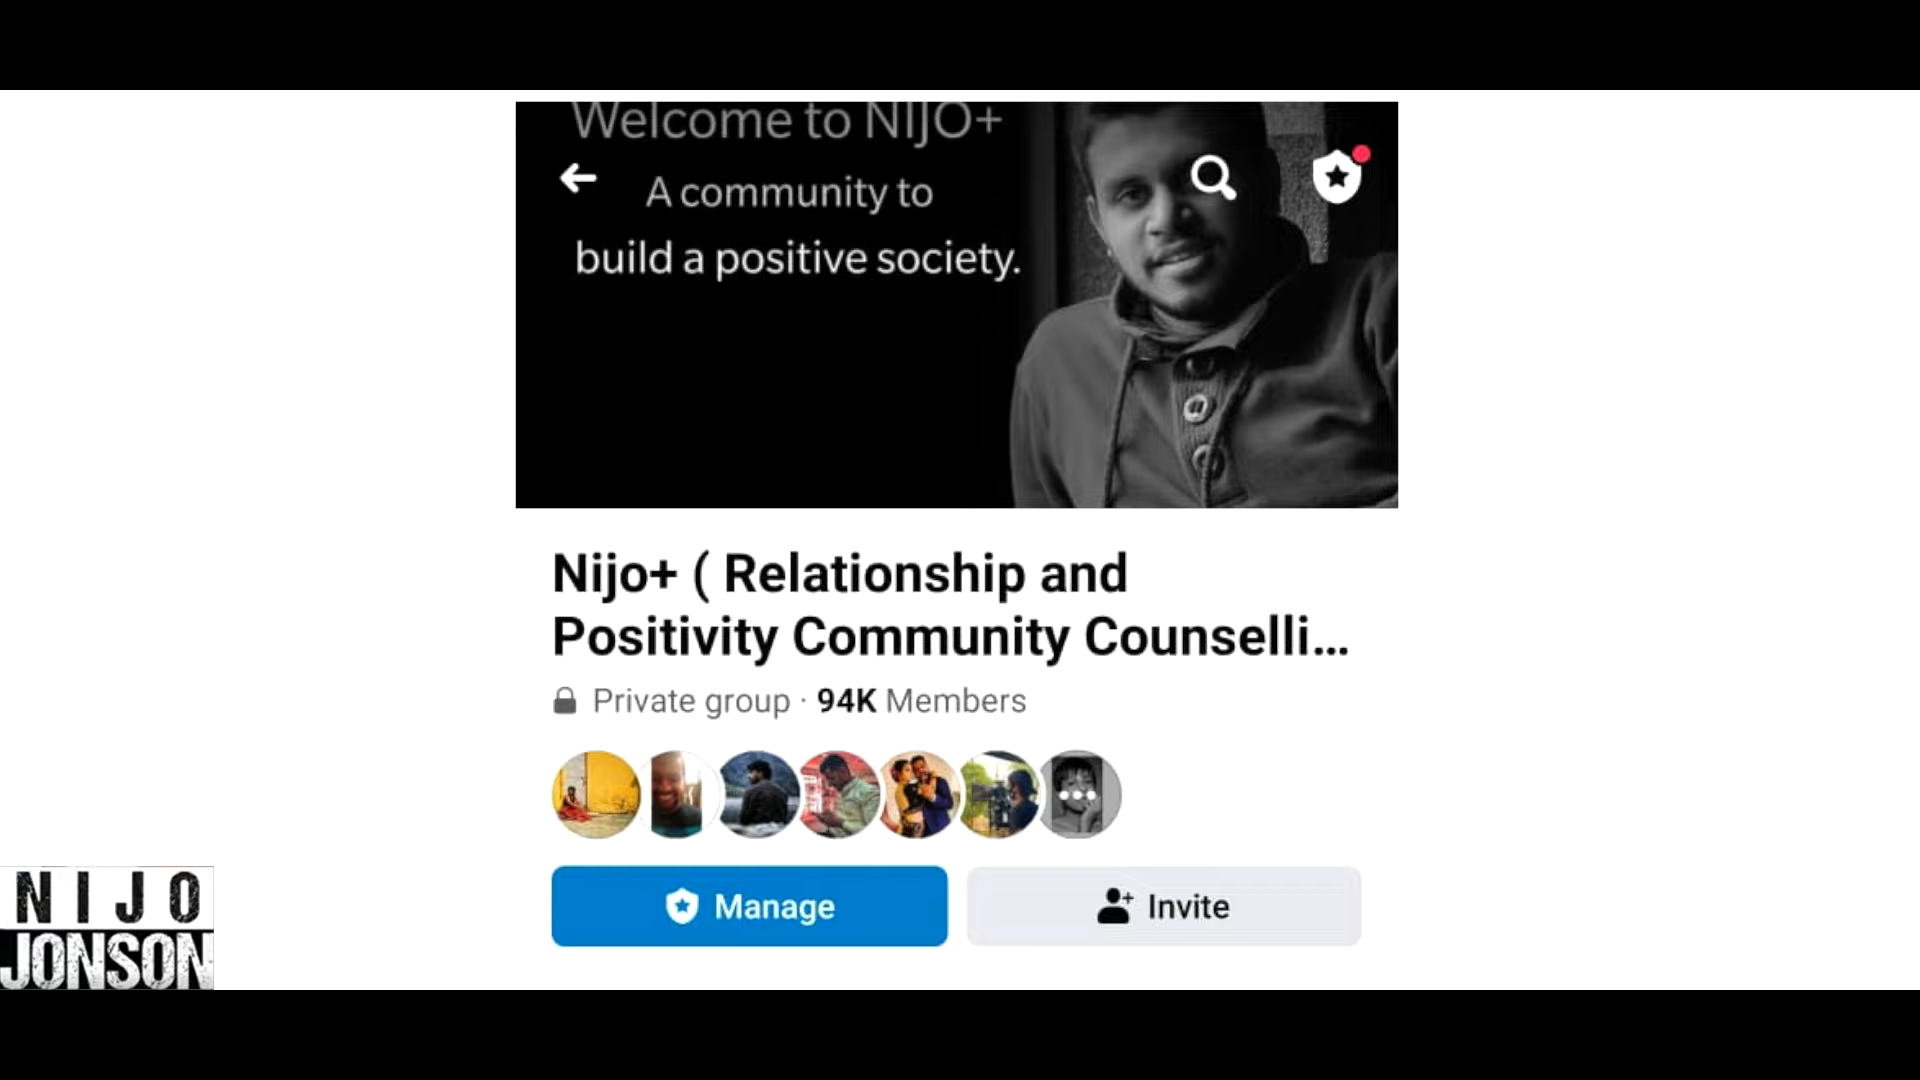 Welcome to NIJO+
A community to
build a positive society.
Nijo+ ( Relationship and
Positivity Community Counselli...
Private group · 94K Members
Manage
Invite
NIJO
JONSON